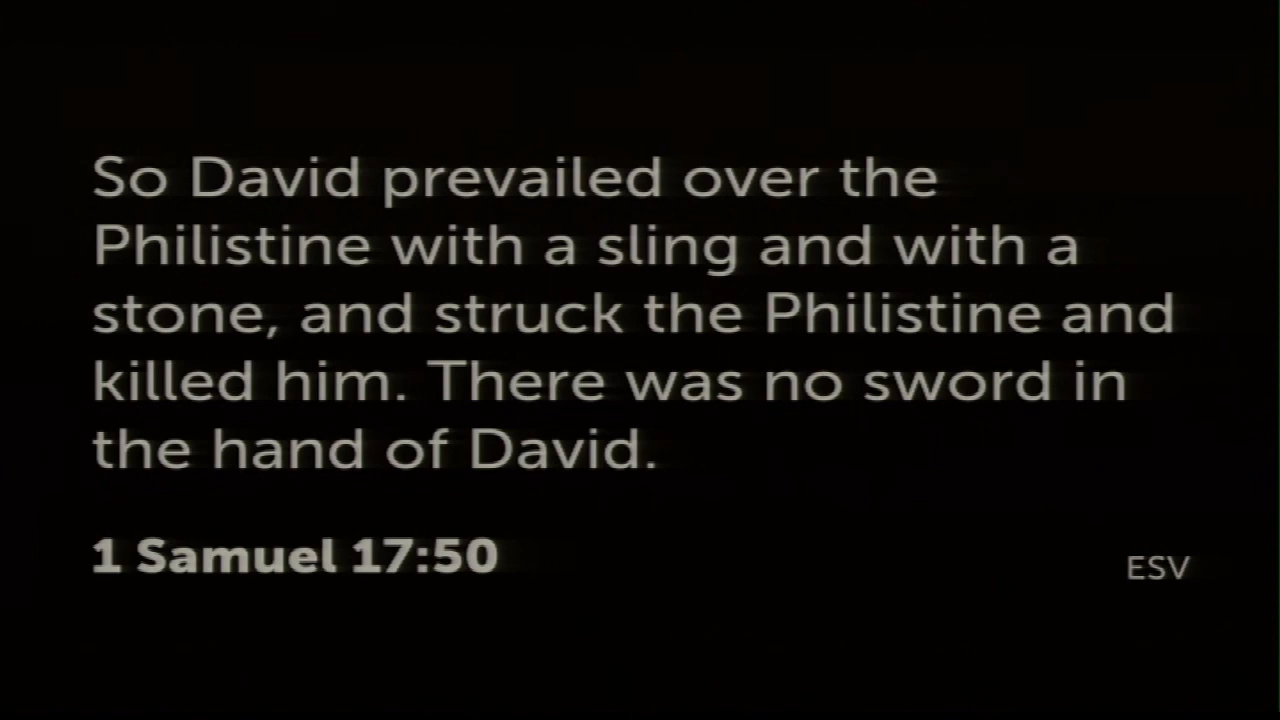 So David prevailed over the
Philistine with a sling and with a
stone, and struck the Philistine and
killed him. There was no sword in
the hand of David.
1 Samuel 17:50
ESV